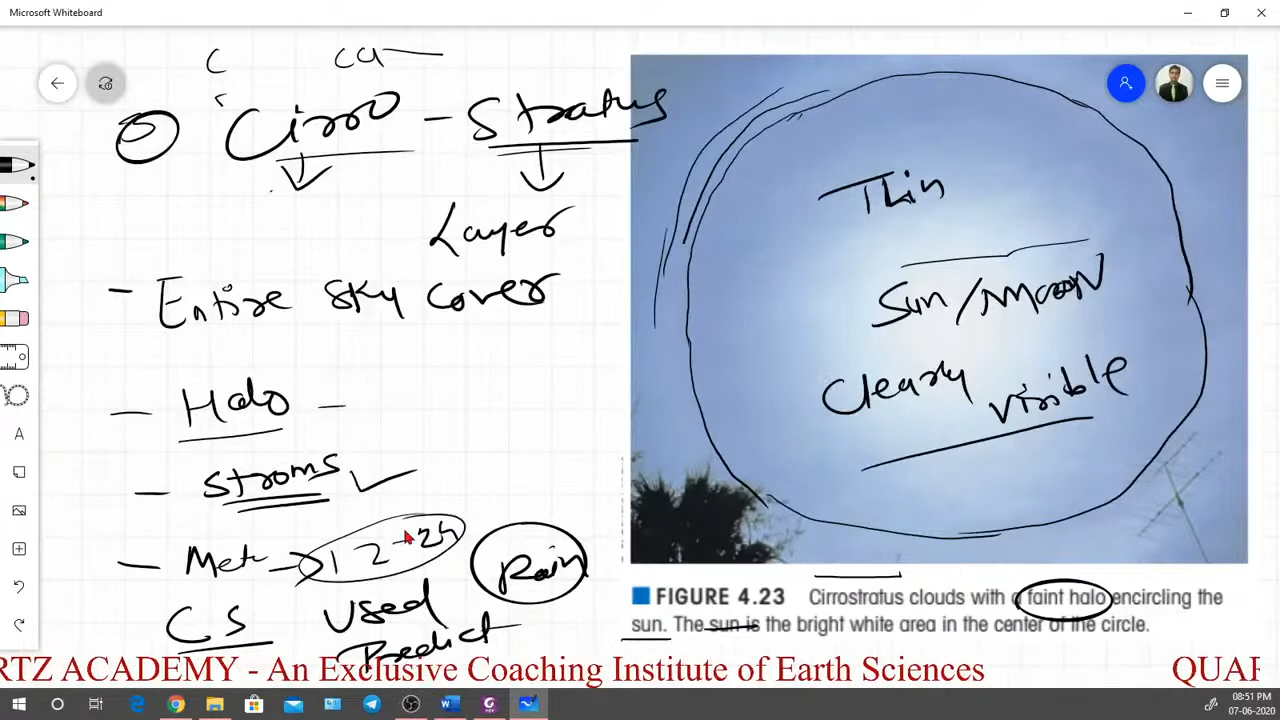 Microsoft Whiteboard
Cirro - Stratus
Layer
- Entire sky cover
- Halo -
- Stroms
- Met → 12-24 Rain
CS Used
Predict
Thin
Sun/Moon
Clearly visible
FIGURE 4.23 Cirrostratus clouds with a faint halo encircling the
sun. The sun is the bright white area in the center of the circle.
RTZ ACADEMY - An Exclusive Coaching Institute of Earth Sciences QUAR
08:51 PM
07-06-2020